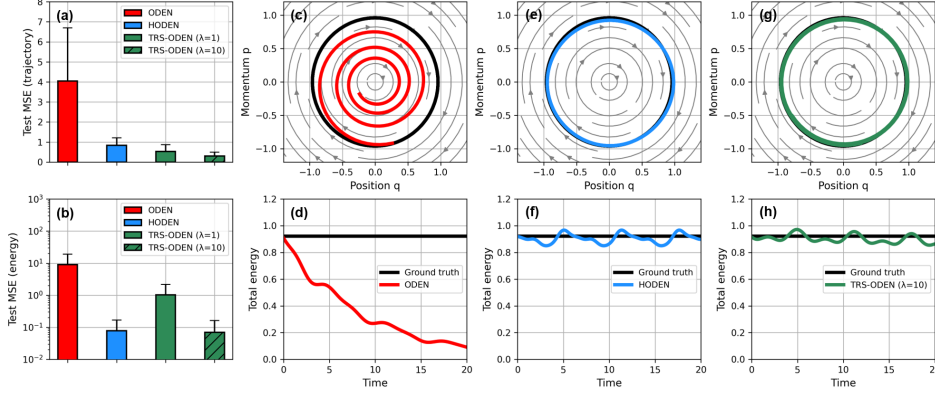 (a)
Test MSE (trajectory)
8
7
6
5
4
3
2
1
0
ODEN
HODEN
TRS-ODEN (λ=1)
TRS-ODEN (λ=10)
(c)
Momentum p
1.0
0.5
0.0
−0.5
−1.0
−1.0 −0.5 0.0 0.5 1.0
Position q
(e)
Momentum p
1.0
0.5
0.0
−0.5
−1.0
−1.0 −0.5 0.0 0.5 1.0
Position q
(g)
Momentum p
1.0
0.5
0.0
−0.5
−1.0
−1.0 −0.5 0.0 0.5 1.0
Position q
(b)
Test MSE (energy)
10³
10²
10¹
10⁰
10⁻¹
10⁻²
ODEN
HODEN
TRS-ODEN (λ=1)
TRS-ODEN (λ=10)
(d)
Total energy
1.2
1.0
0.8
0.6
0.4
0.2
0.0
Ground truth
ODEN
0 5 10 15 20
Time
(f)
Total energy
1.2
1.0
0.8
0.6
0.4
0.2
0.0
Ground truth
HODEN
0 5 10 15 20
Time
(h)
Total energy
1.2
1.0
0.8
0.6
0.4
0.2
0.0
Ground truth
TRS-ODEN (λ=10)
0 5 10 15
Time